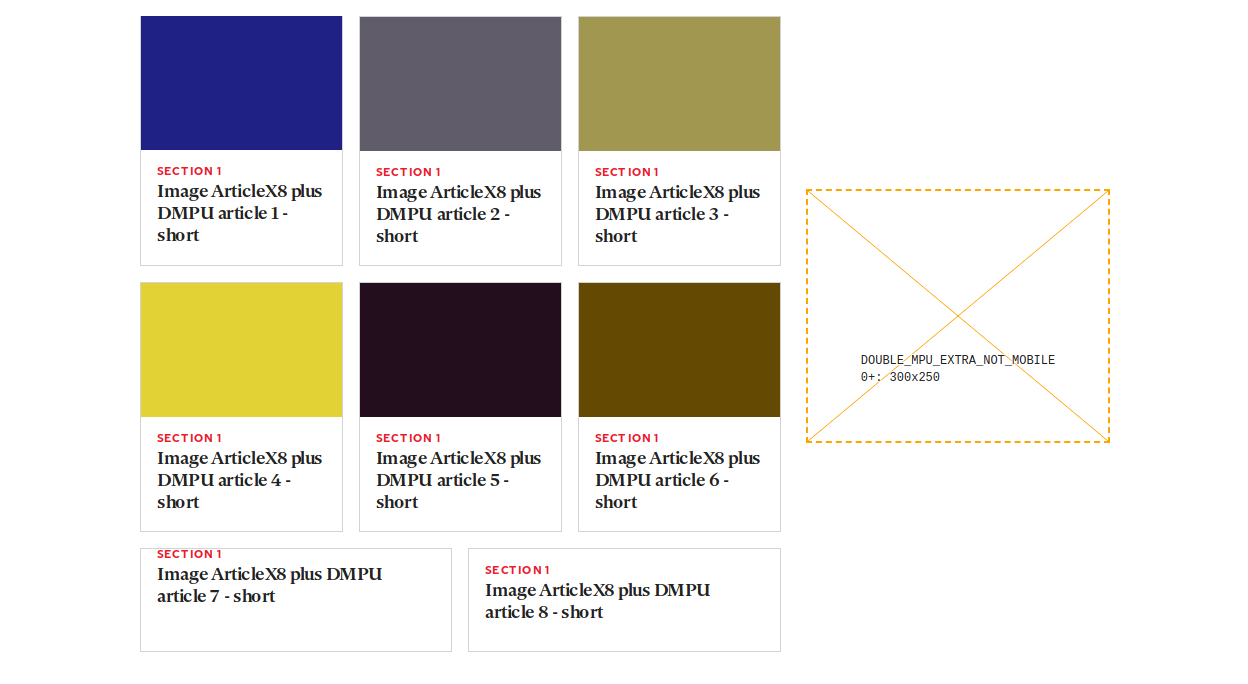 SECTION 1
Image ArticleX8 plus
DMPU article 1 -
short
SECTION 1
Image ArticleX8 plus
DMPU article 2 -
short
SECTION 1
Image ArticleX8 plus
DMPU article 3 -
short
SECTION 1
Image ArticleX8 plus
DMPU article 4 -
short
SECTION 1
Image ArticleX8 plus
DMPU article 5 -
short
SECTION 1
Image ArticleX8 plus
DMPU article 6 -
short
SECTION 1
Image ArticleX8 plus DMPU
article 7 - short
SECTION 1
Image ArticleX8 plus DMPU
article 8 - short
DOUBLE_MPU_EXTRA_NOT_MOBILE
0+: 300x250